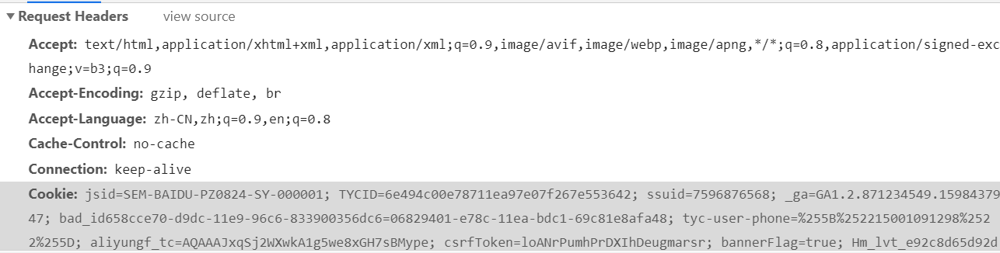 Request Headers view source
Accept: text/html,application/xhtml+xml,application/xml;q=0.9,image/avif,image/webp,image/apng,*/*;q=0.8,application/signed-exc
hange;v=b3;q=0.9
Accept-Encoding: gzip, deflate, br
Accept-Language: zh-CN,zh;q=0.9,en;q=0.8
Cache-Control: no-cache
Connection: keep-alive
Cookie: jsid=SEM-BAIDU-PZ0824-SY-000001; TYCID=6e494c00e78711ea97e07f267e553642; ssuid=7596876568; _ga=GA1.2.871234549.15984379
47; bad_id658cce70-d9dc-11e9-96c6-833900356dc6=06829401-e78c-11ea-bdc1-69c81e8afa48; tyc-user-phone=%255B%252215001091298%252
2%255D; aliyungf_tc=AQAAAJxqSj2WXwkA1g5we8xGH7sBMype; csrfToken=loANrPumhPrDXIhDeugmarsr; bannerFlag=true; Hm_lvt_e92c8d65d92d